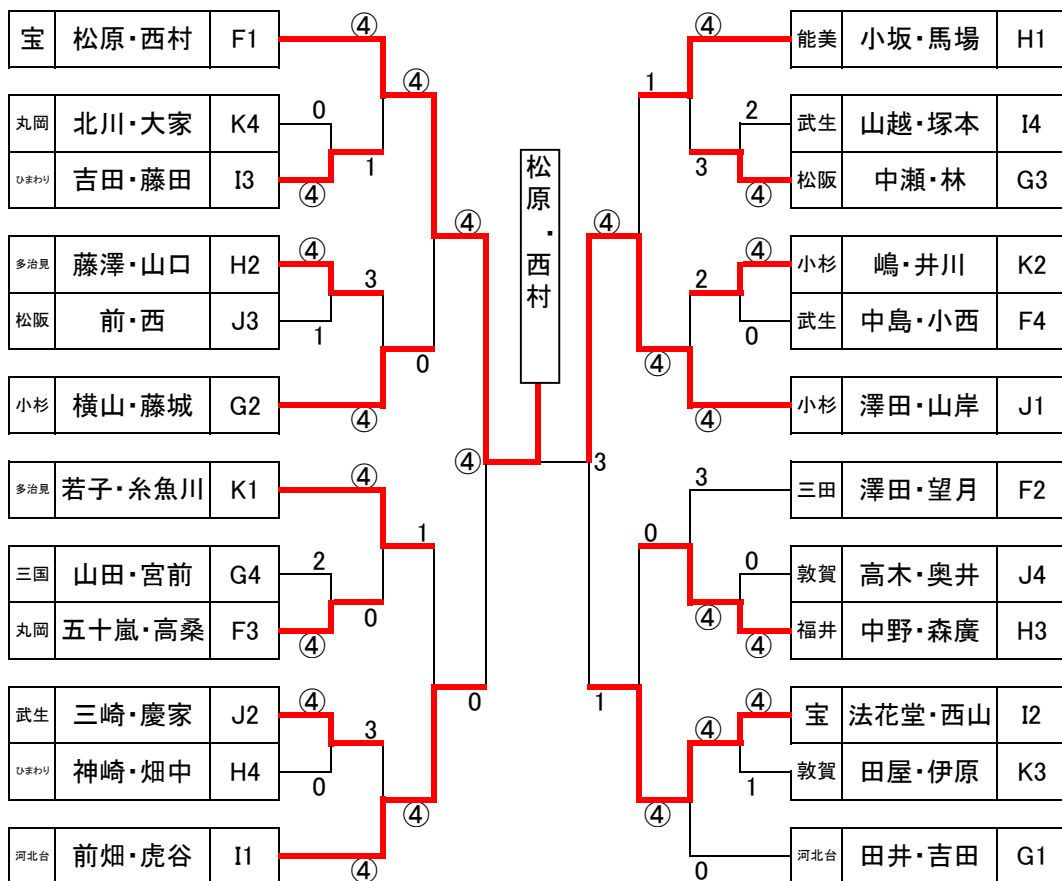 宝 松原・西村 F1
丸岡 北川・大家 K4
ひまわり 吉田・藤田 I3
多治見 藤澤・山口 H2
松阪 前・西 J3
小杉 横山・藤城 G2
多治見 若子・糸魚川 K1
三国 山田・宮前 G4
丸岡 五十嵐・高桑 F3
武生 三崎・慶家 J2
ひまわり 神崎・畑中 H4
河北台 前畑・虎谷 I1
④
④
0
1
④
④
④
3
1
0
④
④
④
1
2
0
④
④
0
3
0
④
④
松原・西村
④
1
④
2
3
④
④
④
2
0
④
④
3
3
0
0
④
④
1
④
④
1
④
0
能美 小坂・馬場 H1
武生 山越・塚本 I4
松阪 中瀬・林 G3
小杉 嶋・井川 K2
武生 中島・小西 F4
小杉 澤田・山岸 J1
三田 澤田・望月 F2
敦賀 高木・奥井 J4
福井 中野・森廣 H3
宝 法花堂・西山 I2
敦賀 田屋・伊原 K3
河北台 田井・吉田 G1